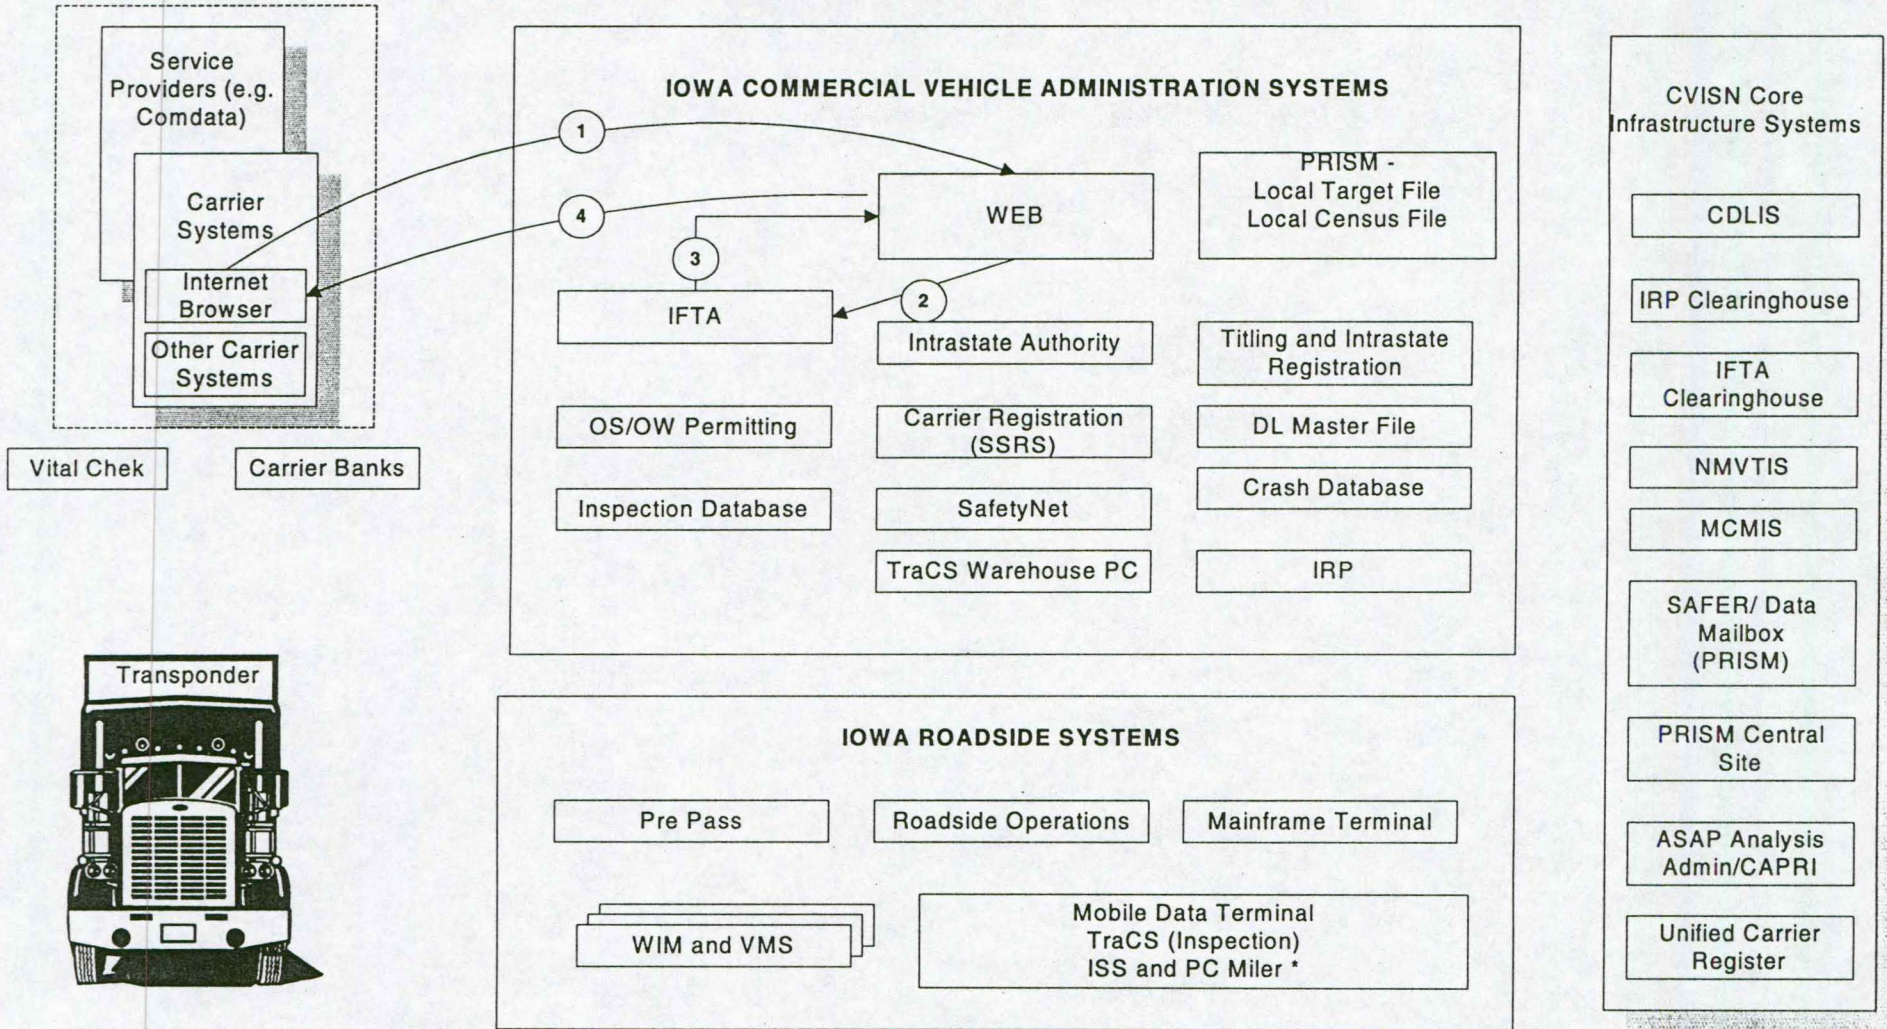 Service
Providers (e.g.
Comdata)
Carrier
Systems
Internet
Browser
Other Carrier
Systems
Vital Chek
Carrier Banks
Transponder
IOWA COMMERCIAL VEHICLE ADMINISTRATION SYSTEMS
1
4
3
2
WEB
PRISM -
Local Target File
Local Census File
IFTA
Intrastate Authority
Titling and Intrastate
Registration
OS/OW Permitting
Carrier Registration
(SSRS)
DL Master File
Inspection Database
SafetyNet
Crash Database
TraCS Warehouse PC
IRP
IOWA ROADSIDE SYSTEMS
Pre Pass
Roadside Operations
Mainframe Terminal
WIM and VMS
Mobile Data Terminal
TraCS (Inspection)
ISS and PC Miler *
CVISN Core
Infrastructure Systems
CDLIS
IRP Clearinghouse
IFTA
Clearinghouse
NMVTIS
MCMIS
SAFER/ Data
Mailbox
(PRISM)
PRISM Central
Site
ASAP Analysis
Admin/CAPRI
Unified Carrier
Register